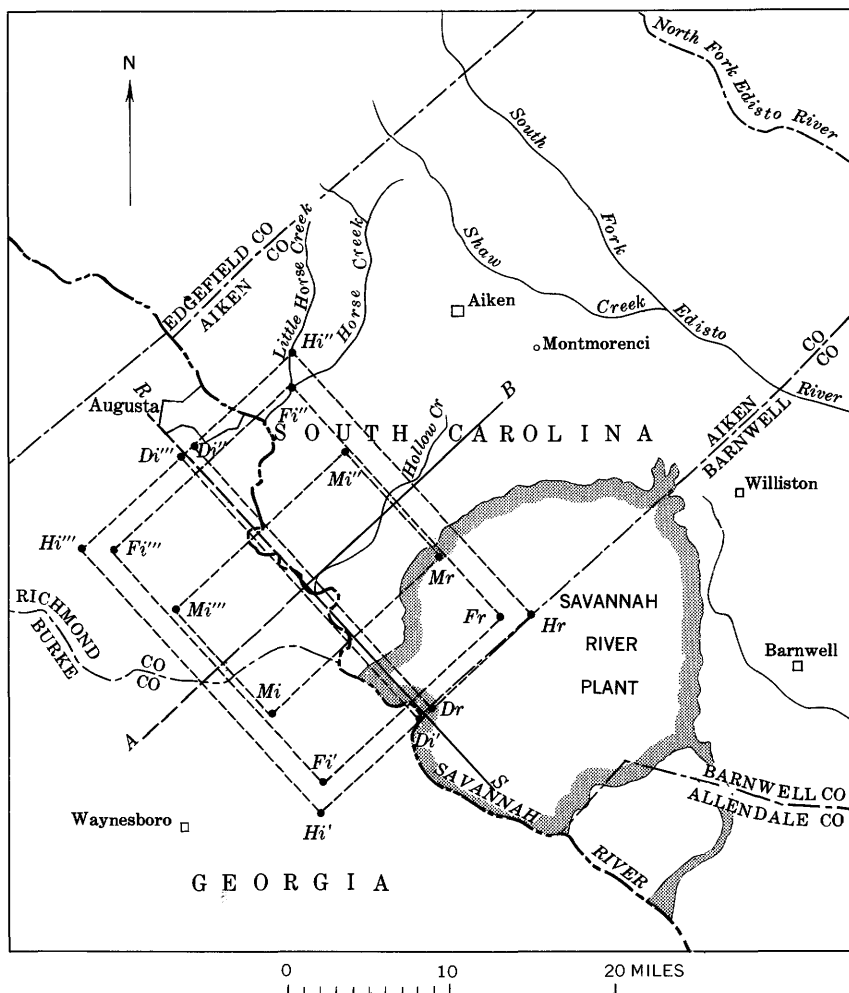 North Fork Edisto River
N
South Fork Edisto River
Shaw Creek
EDGEFIELD CO
AIKEN CO
Little Horse Creek
Horse Creek
Aiken
Montmorenci
Hi''
R
Augusta
Fi''
B
AIKEN CO
BARNWELL CO
SOUTH CAROLINA
Di''
Di'''
Mi''
Hollow Cr
Williston
Hi'''
Fi'''
Mr
RICHMOND CO
BURKE CO
Mi'''
Fr
Hr
SAVANNAH
RIVER
PLANT
Barnwell
Mi
Dr
A
Di'
Fi'
S
SAVANNAH RIVER
BARNWELL CO
ALLENDALE CO
Hi'
Waynesboro
GEORGIA
0 10 20 MILES